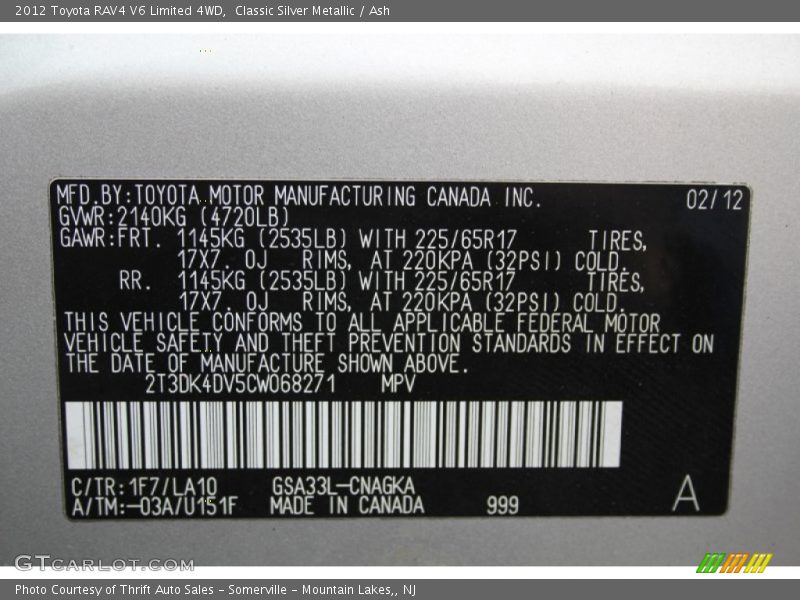 2012 Toyota RAV4 V6 Limited 4WD,  Classic Silver Metallic / Ash
MFD.BY:TOYOTA MOTOR MANUFACTURING CANADA INC. 02/12
GVWR:2140KG (4720LB)
GAWR:FRT. 1145KG (2535LB) WITH 225/65R17 TIRES,
17X7. 0J RIMS, AT 220KPA (32PSI) COLD.
RR. 1145KG (2535LB) WITH 225/65R17 TIRES,
17X7. 0J RIMS, AT 220KPA (32PSI) COLD.
THIS VEHICLE CONFORMS TO ALL APPLICABLE FEDERAL MOTOR
VEHICLE SAFETY AND THEFT PREVENTION STANDARDS IN EFFECT ON
THE DATE OF MANUFACTURE SHOWN ABOVE.
2T3DK4DV5CW068271 MPV
C/TR:1F7/LA10 GSA33L-CNAGKA
A/TM:-03A/U151F MADE IN CANADA 999 A
GTCARLOT.COM
Photo Courtesy of Thrift Auto Sales - Somerville - Mountain Lakes,, NJ